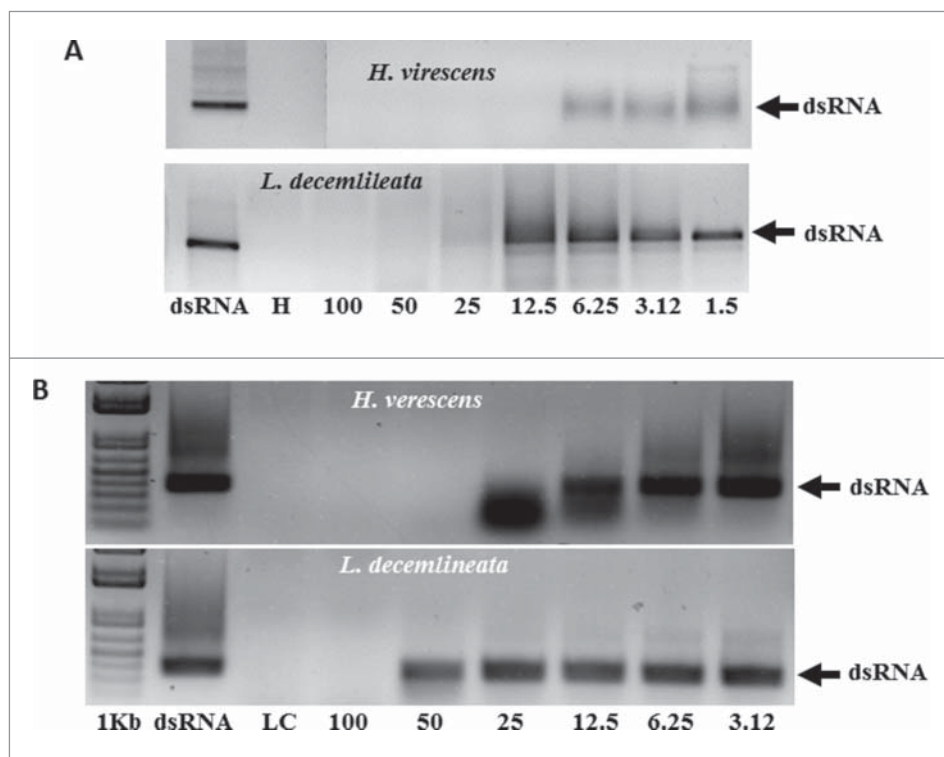 A
H. virescens
dsRNA
L. decemlileata
dsRNA
dsRNA H 100 50 25 12.5 6.25 3.12 1.5
B
H. verescens
dsRNA
L. decemlineata
dsRNA
1Kb dsRNA LC 100 50 25 12.5 6.25 3.12